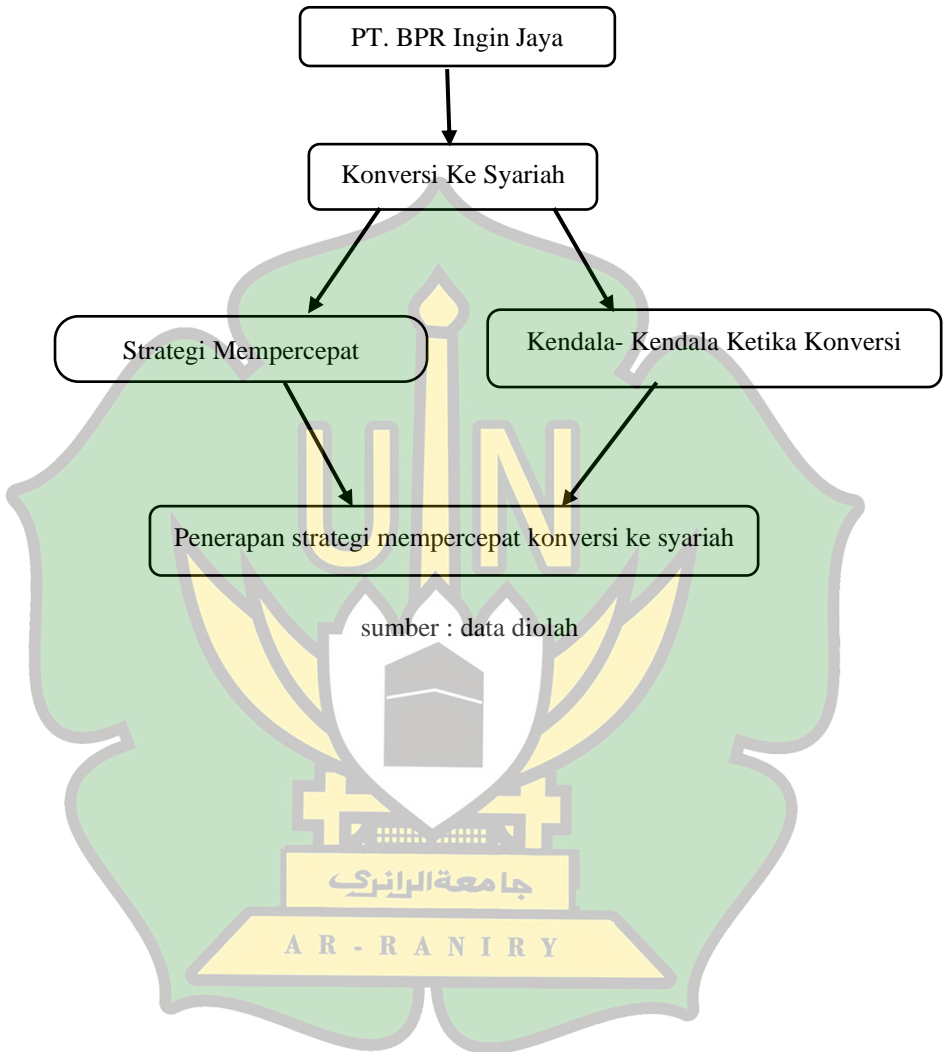 PT. BPR Ingin Jaya
Konversi Ke Syariah
Strategi Mempercepat
Kendala- Kendala Ketika Konversi
UIN
Penerapan strategi mempercepat konversi ke syariah
sumber : data diolah
جامعة الرانري
AR-RANIRY